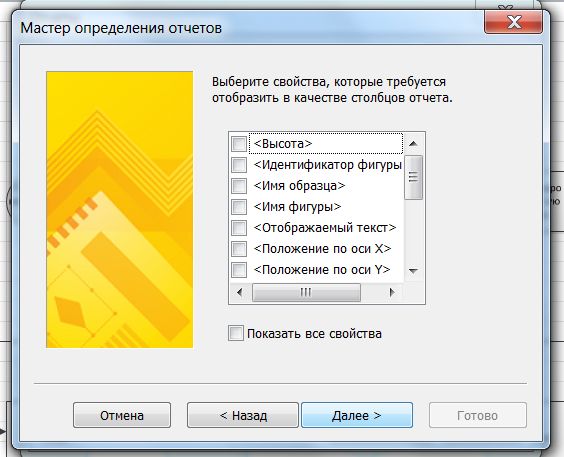 Мастер определения отчетов
Выберите свойства, которые требуется
отобразить в качестве столбцов отчета.
<Высота>
<Идентификатор фигуры
<Имя образца>
<Имя фигуры>
<Отображаемый текст>
<Положение по оси X>
<Положение по оси Y>
Показать все свойства
Отмена
< Назад
Далее >
Готово